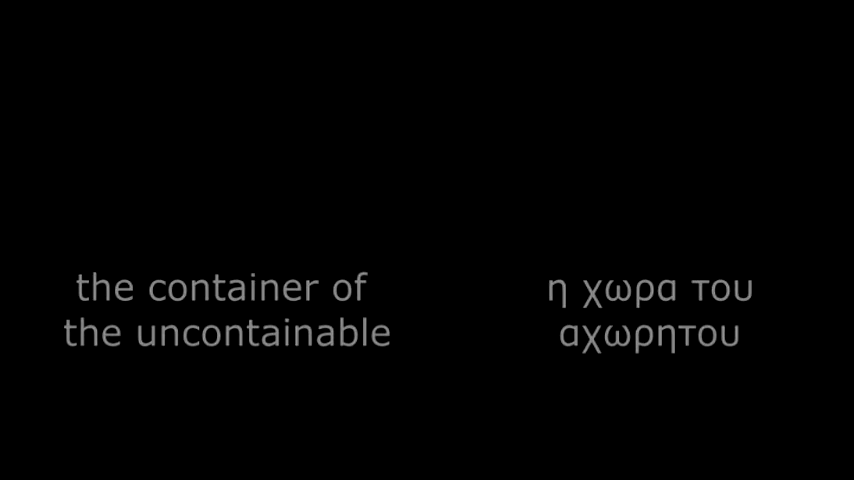 the container of
the uncontainable
η χωρα του
αχωρητου